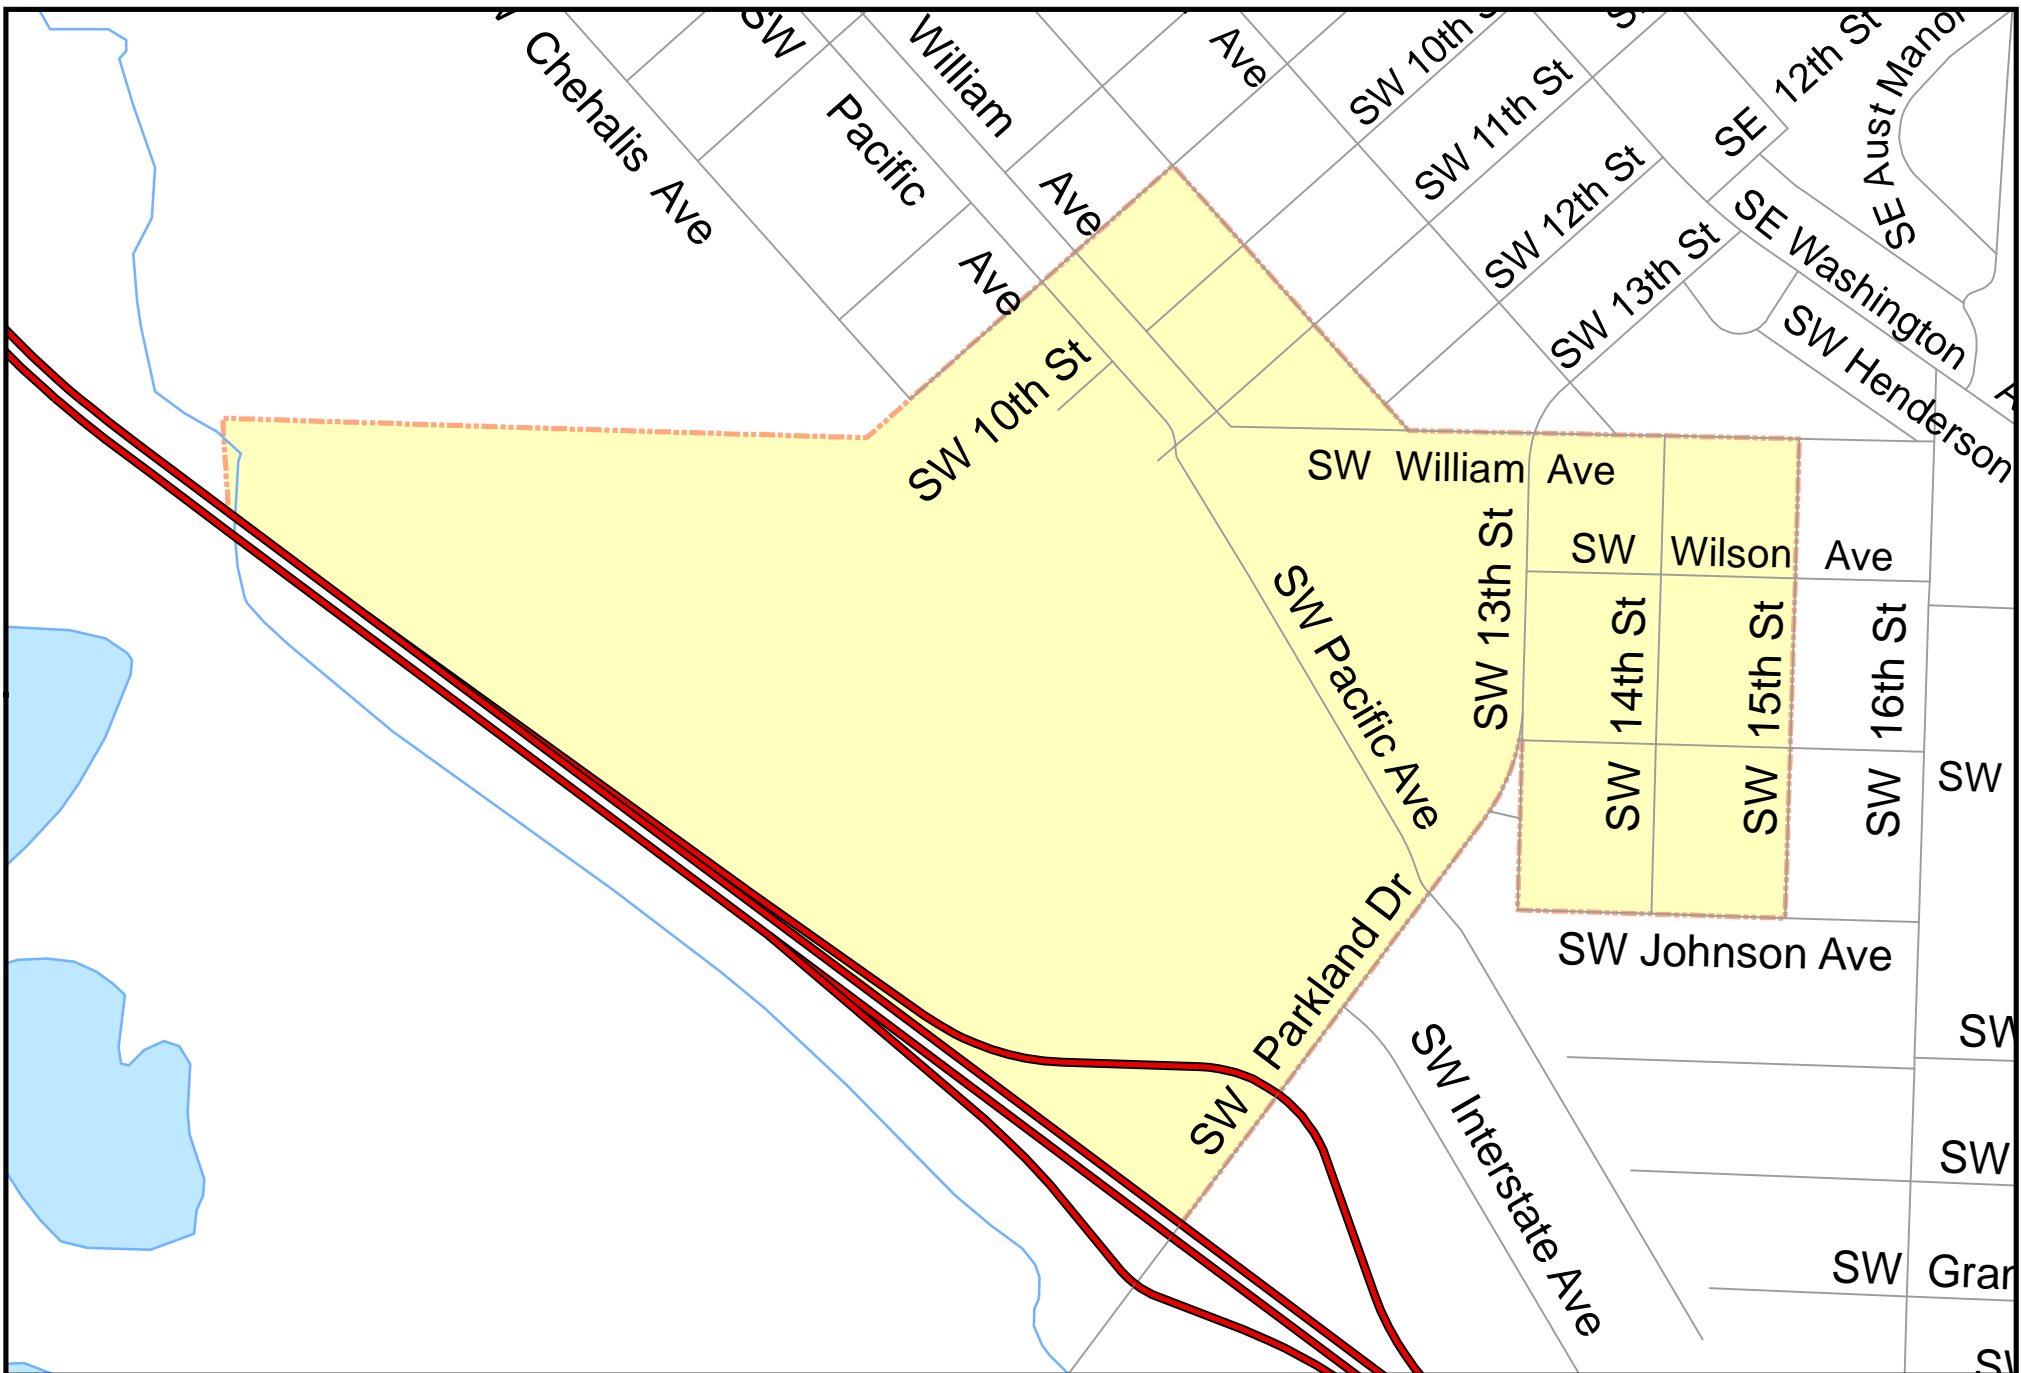 Chehalis Ave
SW Pacific Ave
William Ave
Ave
SW 10th
SW 11th St
SW 12th St
SW 13th St
SE 12th St
SE Aust Manor
SE Washington
SW Henderson
SW 10th St
SW William Ave
SW Wilson Ave
SW 13th St
SW 14th St
SW 15th St
SW 16th St
SW Pacific Ave
SW
SW Parkland Dr
SW Johnson Ave
SW Interstate Ave
SW
SW
SW